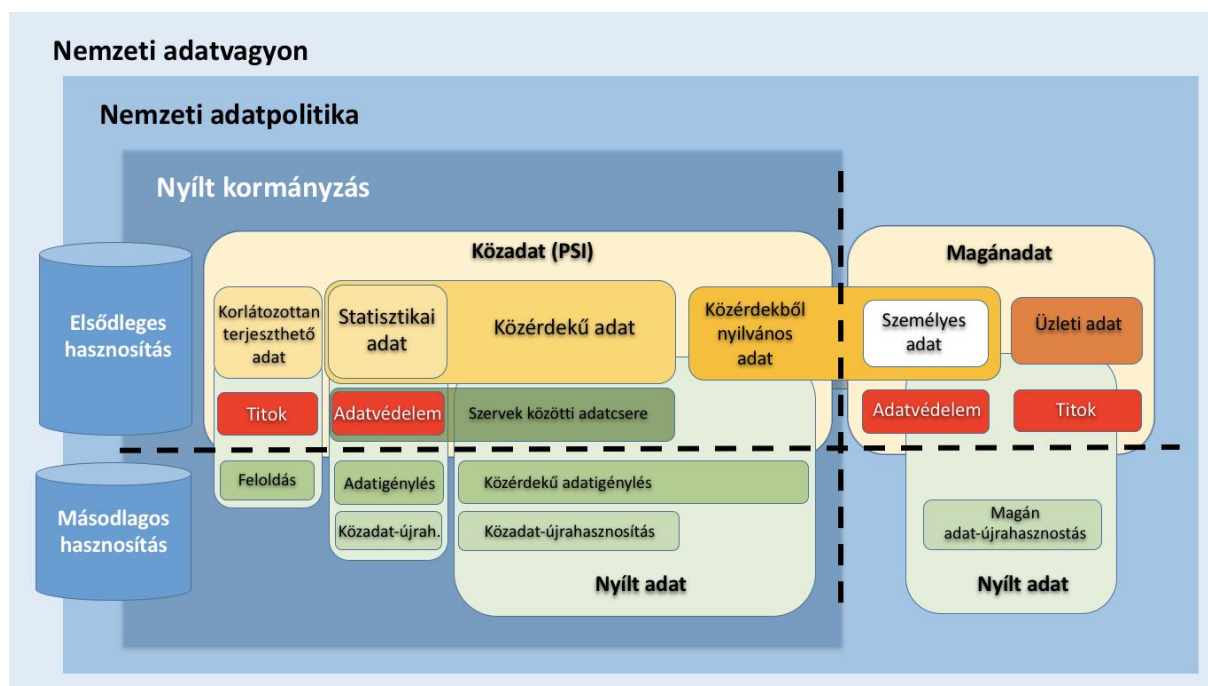 Nemzeti adatvagyon
Nemzeti adatpolitika
Nyílt kormányzás
Közadat (PSI)
Magánadat
Elsődleges
hasznosítás
Korlátozottan
terjeszthető
adat
Statisztikai
adat
Közérdekű adat
Közérdekből
nyilvános
adat
Személyes
adat
Üzleti adat
Titok
Adatvédelem
Szervek közötti adatcsere
Adatvédelem
Titok
Másodlagos
hasznosítás
Feloldás
Adatigénylés
Közérdekű adatigénylés
Közadat-újrah.
Közadat-újrahasznosítás
Magán
adat-újrahasznostás
Nyílt adat
Nyílt adat